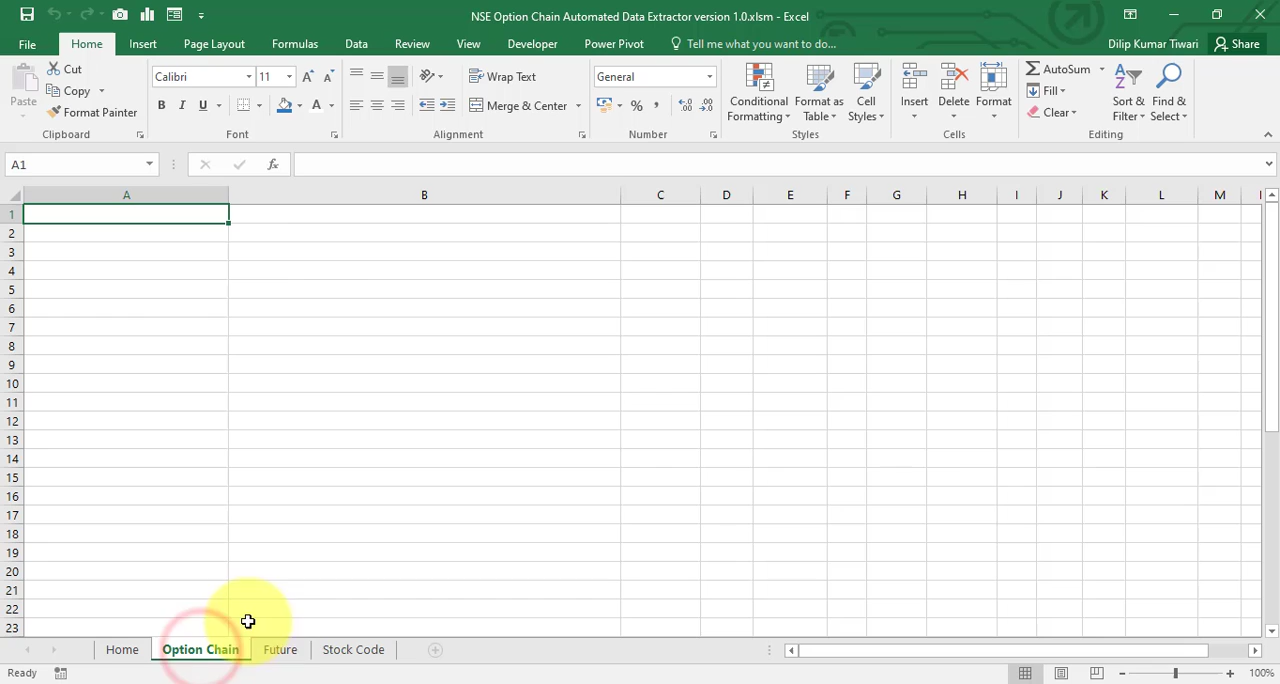 NSE Option Chain Automated Data Extractor version 1.0.xlsm - Excel
File Home Insert Page Layout Formulas Data Review View Developer Power Pivot Tell me what you want to do... Dilip Kumar Tiwari Share
Paste
Cut
Copy
Format Painter
Clipboard
Calibri 11
B I U A
Font
Wrap Text
Merge & Center
Alignment
General
% ,
Number
Conditional Formatting
Format as Table
Cell Styles
Styles
Insert Delete Format
Cells
AutoSum
Fill
Clear
Sort & Filter
Find & Select
Editing
A1 fx
A B C D E F G H I J K L M
1
2
3
4
5
6
7
8
9
10
11
12
13
14
15
16
17
18
19
20
21
22
23
Home Option Chain Future Stock Code
Ready 100%